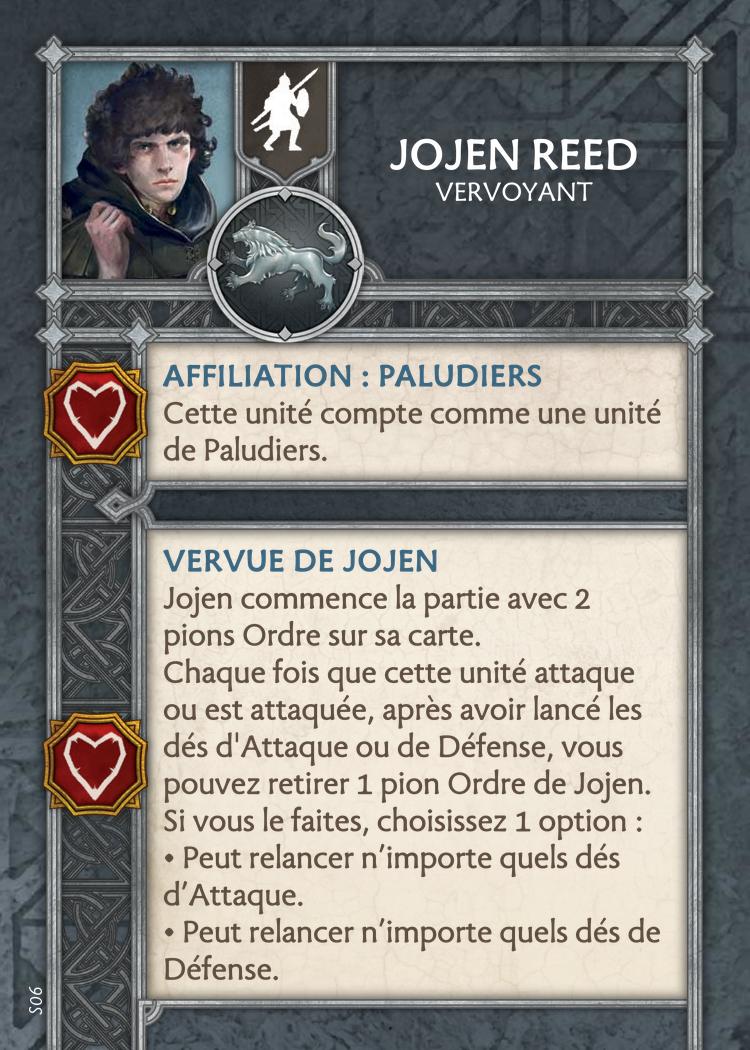 JOJEN REED
VERVOYANT
AFFILIATION : PALUDIERS
Cette unité compte comme une unité
de Paludiers.
VERVUE DE JOJEN
Jojen commence la partie avec 2
pions Ordre sur sa carte.
Chaque fois que cette unité attaque
ou est attaquée, après avoir lancé les
dés d'Attaque ou de Défense, vous
pouvez retirer 1 pion Ordre de Jojen.
Si vous le faites, choisissez 1 option :
• Peut relancer n’importe quels dés
d’Attaque.
• Peut relancer n’importe quels dés de
Défense.
S06